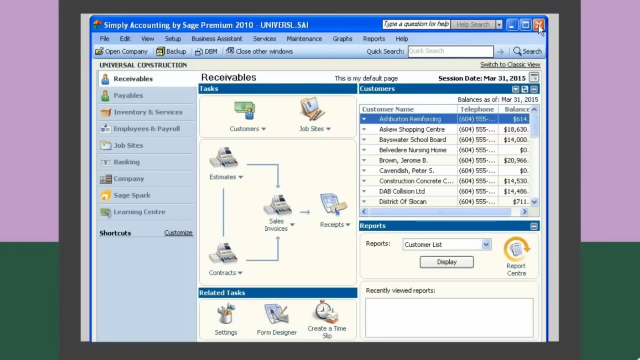 Simply Accounting by Sage Premium 2010 - UNIVERSL.SAI
Type a question for help
Help Search
File Edit View Setup Business Assistant Services Maintenance Graphs Reports Help
Open Company Backup DBM Close other windows Quick Search: Quick Search Search
UNIVERSAL CONSTRUCTION Switch to Classic View
Receivables
Payables
Inventory & Services
Employees & Payroll
Job Sites
Banking
Company
Sage Spark
Learning Centre
Shortcuts Customize
Receivables This is my default page Session Date: Mar 31, 2015
Tasks
Customers
Job Sites
Estimates
Sales
Invoices
Receipts
Contracts
Related Tasks
Settings
Form Designer
Create a Time
Slip
Customers
Balances as of: Mar 31, 2015
Customer Name Telephone Balance
Ashburton Reinforcing (604) 555-... $614.
Askew Shopping Centre (604) 555-... $18,630.
Bayswater School Board (604) 555-... $14,000.
Belvedere Nursing Home (604) 555-... $0.
Brown, Jerome B. (604) 555-... $20,966.
Cavendish, Peter S. (604) 555-... $0.
Construction Concrete C... (604) 555-... $14,530.
DAB Collision Ltd (604) 555-... $14,486.
District Of Slocan (604) 555-... $711.
Reports
Reports: Customer List
Display
Report
Centre
Recently viewed reports: